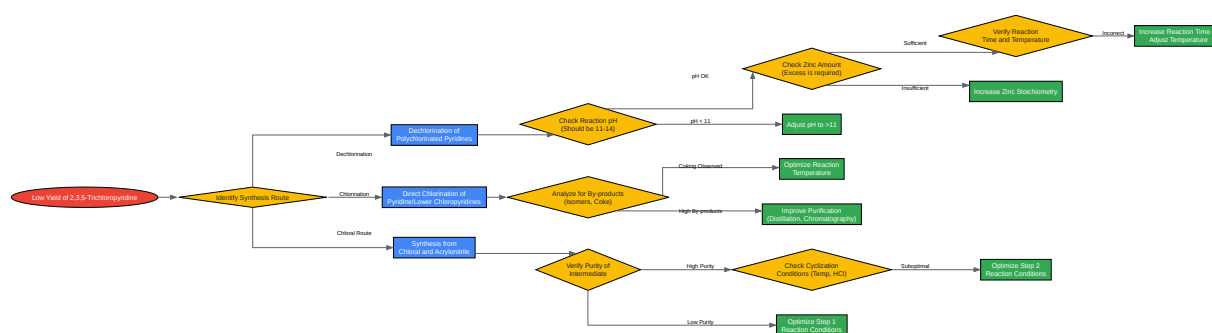 Low Yield of 2,3,5-Trichloropyridine
Identify Synthesis Route
Dechlorination
Chlorination
Chloral Route
Dechlorination of
Polychlorinated Pyridines
Direct Chlorination of
Pyridine/Lower Chloropyridines
Synthesis from
Chloral and Acrylonitrile
Check Reaction pH
(Should be 11-14)
pH OK
pH < 11
Adjust pH to >11
Check Zinc Amount
(Excess is required)
Sufficient
Insufficient
Increase Zinc Stoichiometry
Verify Reaction
Time and Temperature
Incorrect
Increase Reaction Time
Adjust Temperature
Analyze for By-products
(Isomers, Coke)
Coking Observed
Optimize Reaction
Temperature
High By-products
Improve Purification
(Distillation, Chromatography)
Verify Purity of
Intermediate
High Purity
Check Cyclization
Conditions (Temp, HCl)
Suboptimal
Optimize Step 2
Reaction Conditions
Low Purity
Optimize Step 1
Reaction Conditions